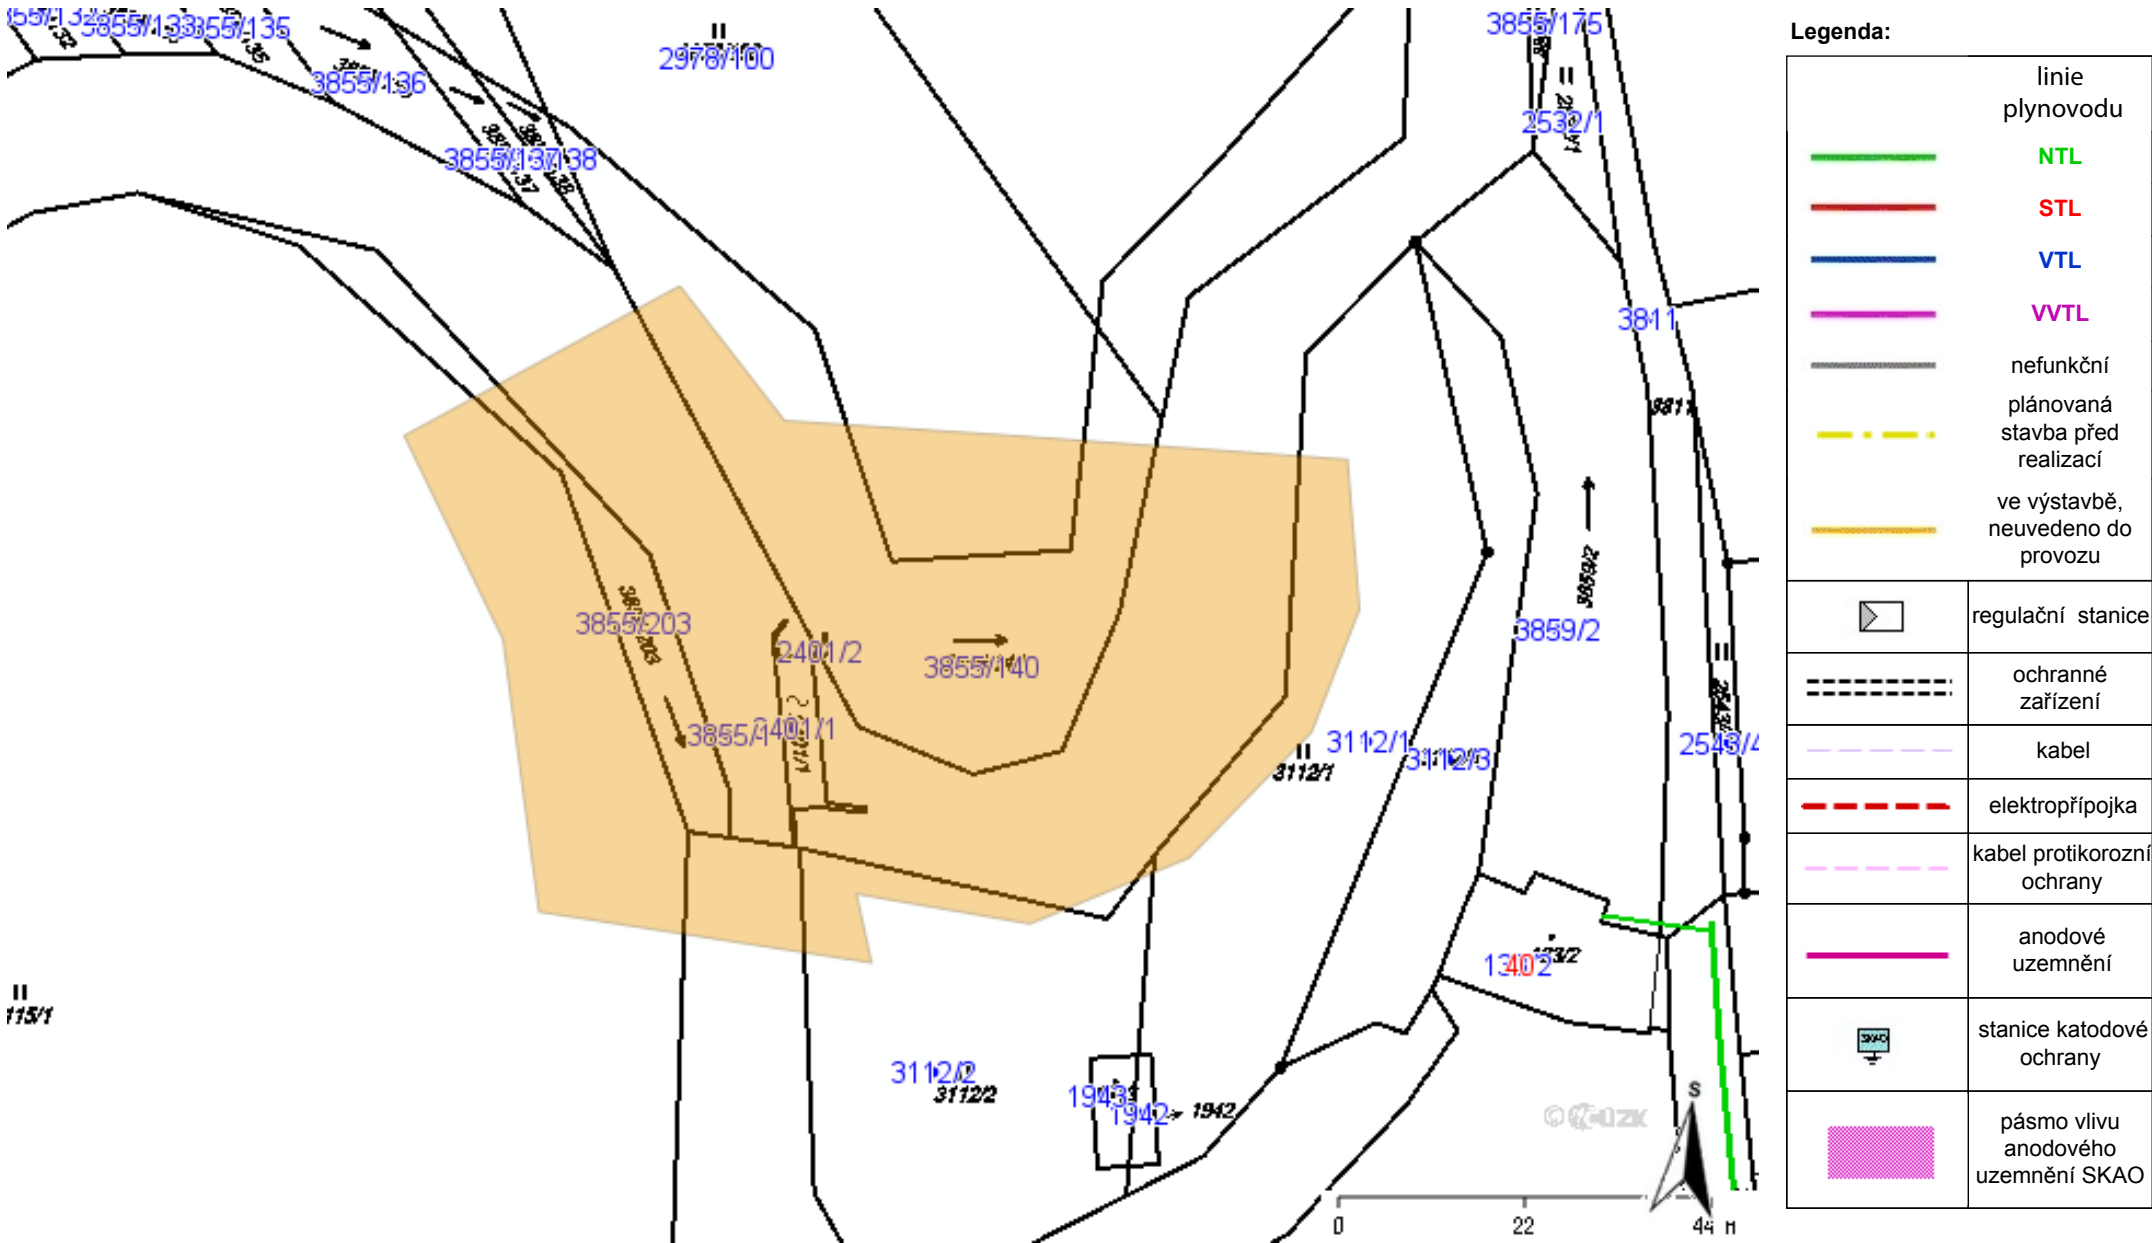 3855/133
3855/135
3855/136
2978/100
3855/175
2532/1
3855/137
3811
3811
3855/203
2401/2
3855/140
2401/1
3859/2
3859/2
3112/1
3112/1
3112/3
2543/4
115/1
3112/2
3112/2
1943
1942
1942
40
S
0 22 44 M
Legenda:
linie
plynovodu
NTL
STL
VTL
VVTL
nefunkční
plánovaná
stavba před
realizací
ve výstavbě,
neuvedeno do
provozu
regulační stanice
ochranné
zařízení
kabel
elektropřípojka
kabel protikorozní
ochrany
anodové
uzemnění
SKAO
stanice katodové
ochrany
pásmo vlivu
anodového
uzemnění SKAO